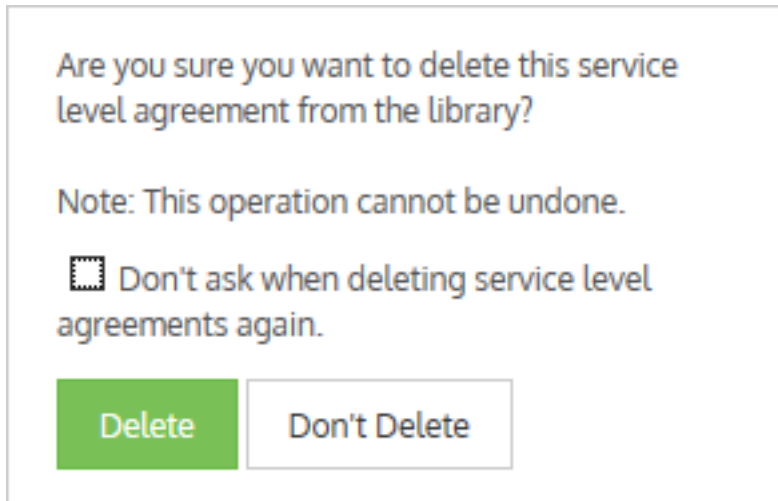 Are you sure you want to delete this service
level agreement from the library?
Note: This operation cannot be undone.
Don't ask when deleting service level
agreements again.
Delete
Don't Delete